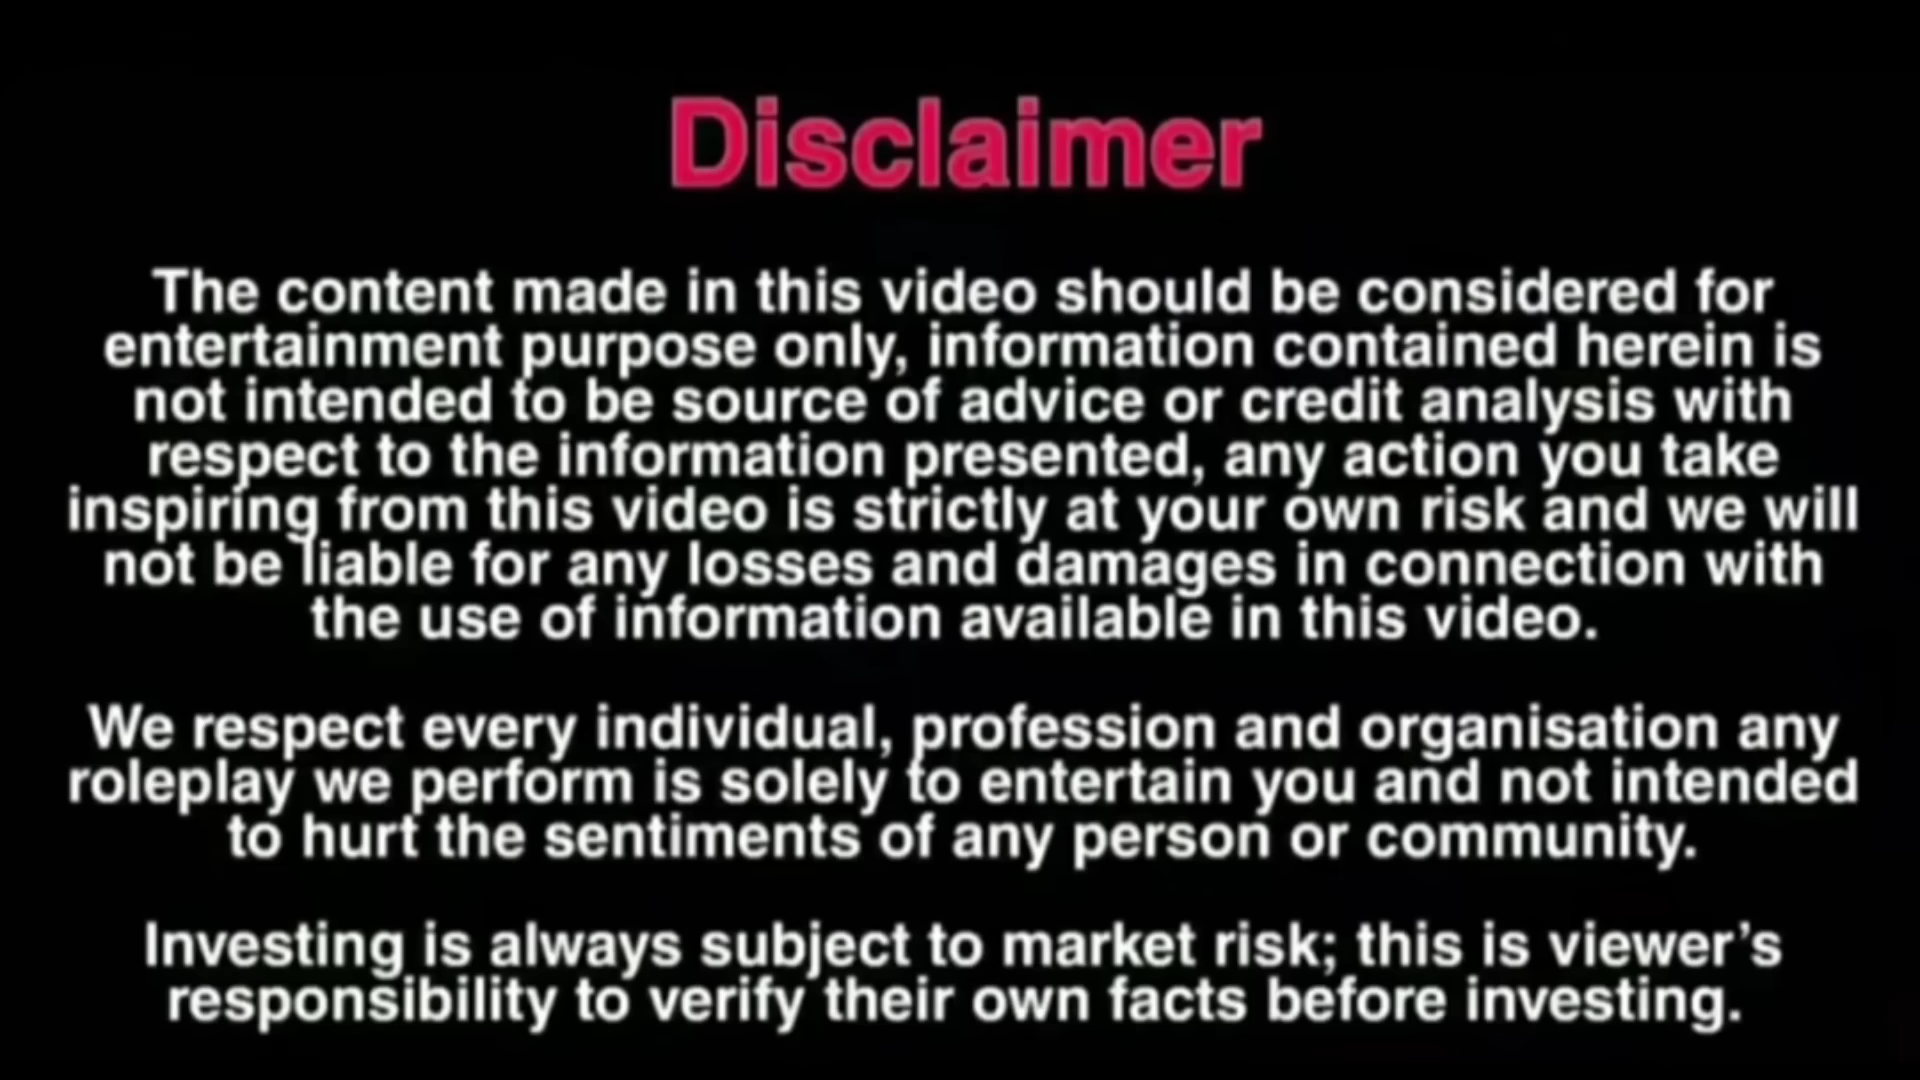 Disclaimer
The content made in this video should be considered for
entertainment purpose only, information contained herein is
not intended to be source of advice or credit analysis with
respect to the information presented, any action you take
inspiring from this video is strictly at your own risk and we will
not be liable for any losses and damages in connection with
the use of information available in this video.
We respect every individual, profession and organisation any
roleplay we perform is solely to entertain you and not intended
to hurt the sentiments of any person or community.
Investing is always subject to market risk; this is viewer’s
responsibility to verify their own facts before investing.